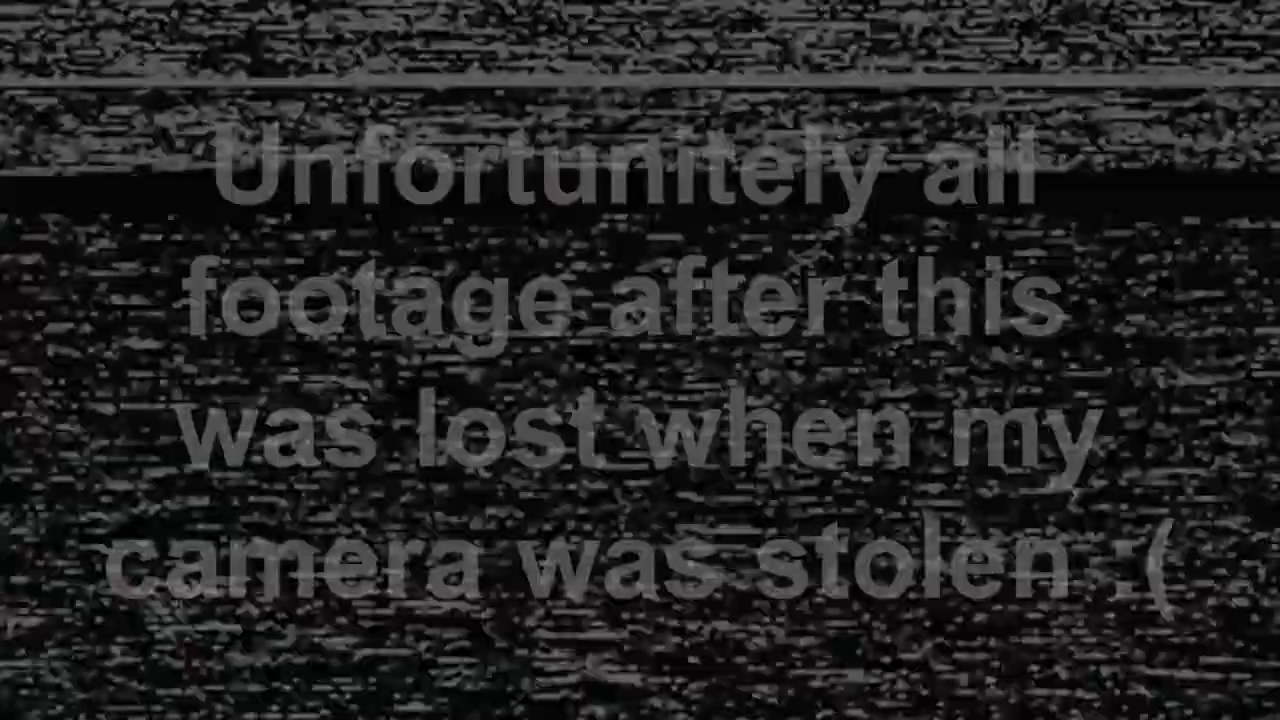 Unfortunitely all
footage after this
was lost when my
camera was stolen :(